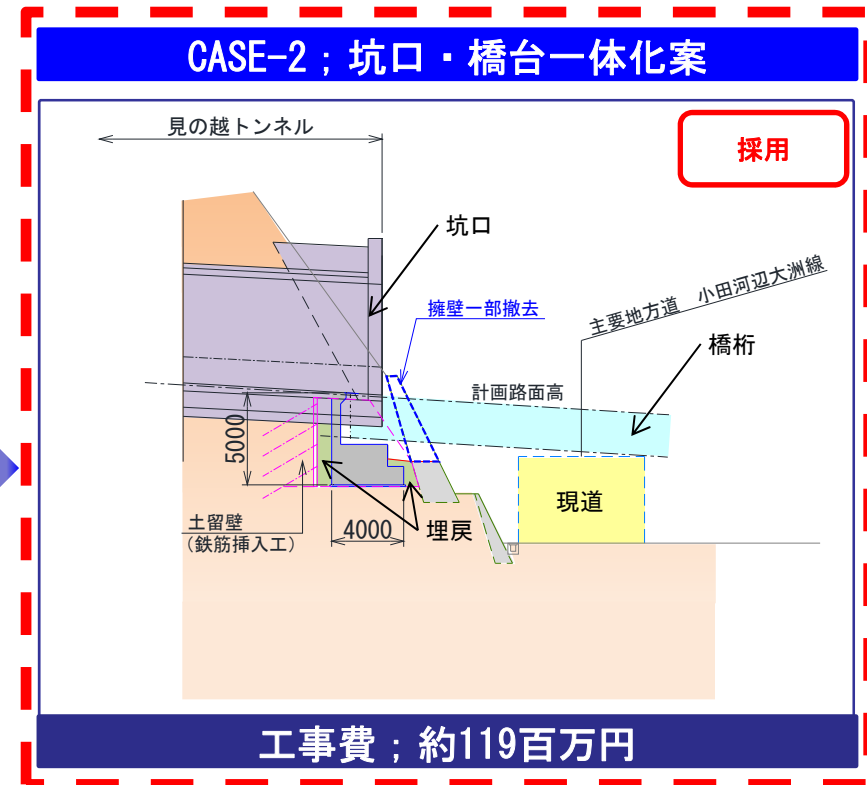 CASE-2；坑口・橋台一体化案
見の越トンネル
採用
坑口
擁壁一部撤去
主要地方道　小田河辺大洲線
橋桁
計画路面高
5000
現道
土留壁
(鉄筋挿入工)
4000
埋戻
工事費；約119百万円